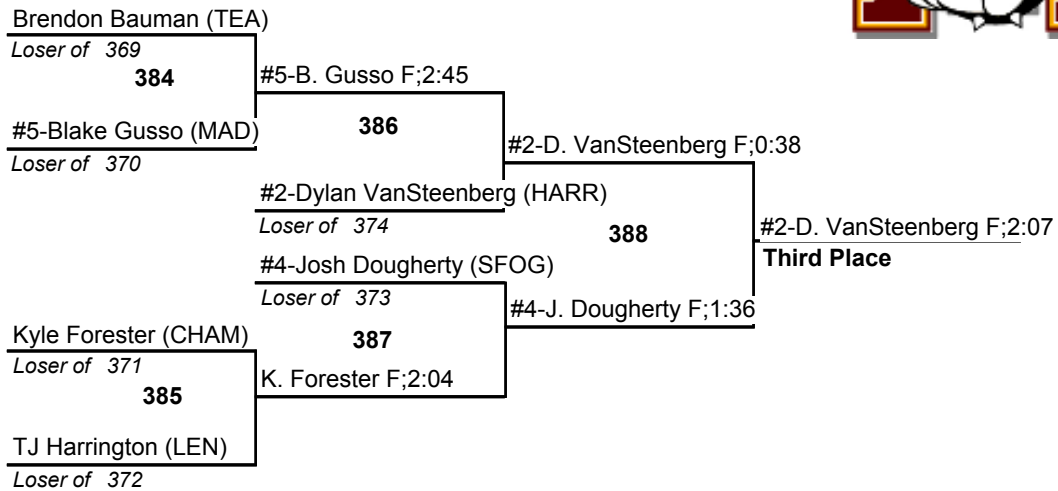 Brendon Bauman (TEA)
Loser of 369
384
#5-B. Gusso F;2:45
#5-Blake Gusso (MAD)
Loser of 370
386
#2-D. VanSteenberg F;0:38
#2-Dylan VanSteenberg (HARR)
Loser of 374
388
#2-D. VanSteenberg F;2:07
Third Place
#4-Josh Dougherty (SFOG)
Loser of 373
#4-J. Dougherty F;1:36
Kyle Forester (CHAM)
Loser of 371
387
385
K. Forester F;2:04
TJ Harrington (LEN)
Loser of 372